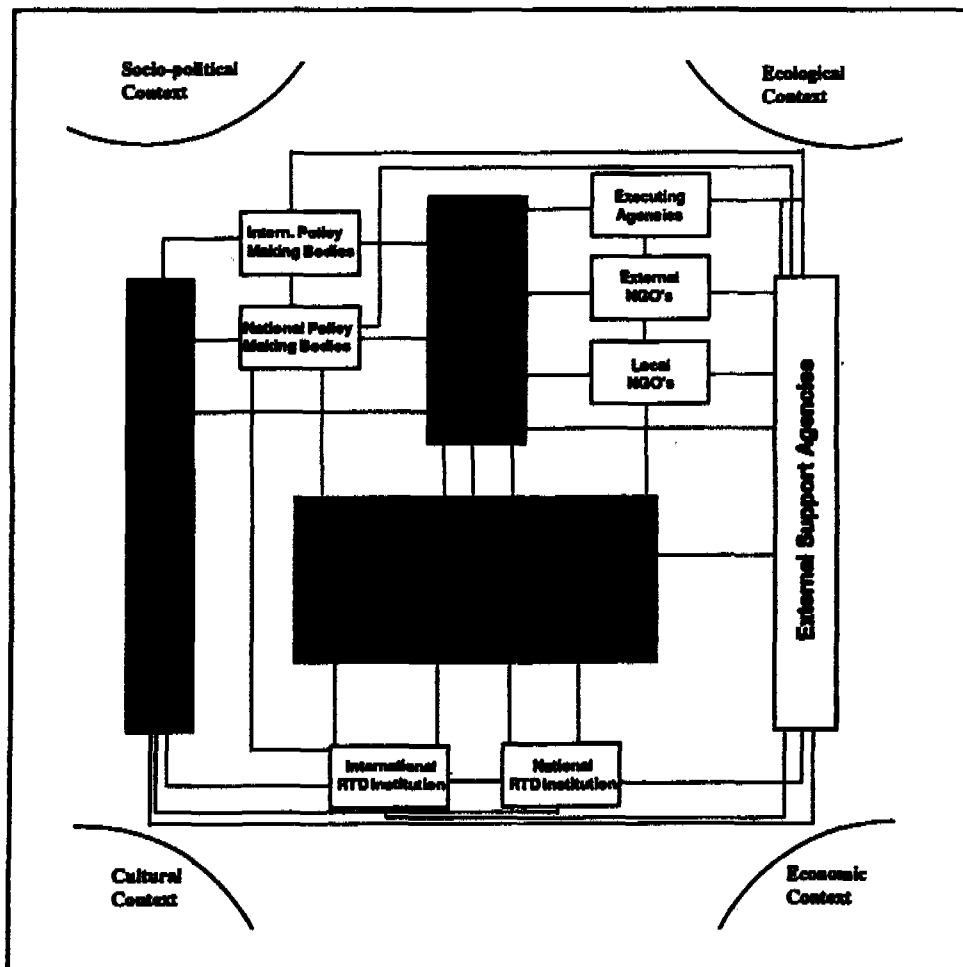 Socio-political
Context
Ecological
Context
Executing
Agencies
Intern. Policy
Making Bodies
External
NGO's
National Policy
Making Bodies
Local
NGO's
External Support Agencies
International
RTD Institution
National
RTD Institution
Cultural
Context
Economic
Context